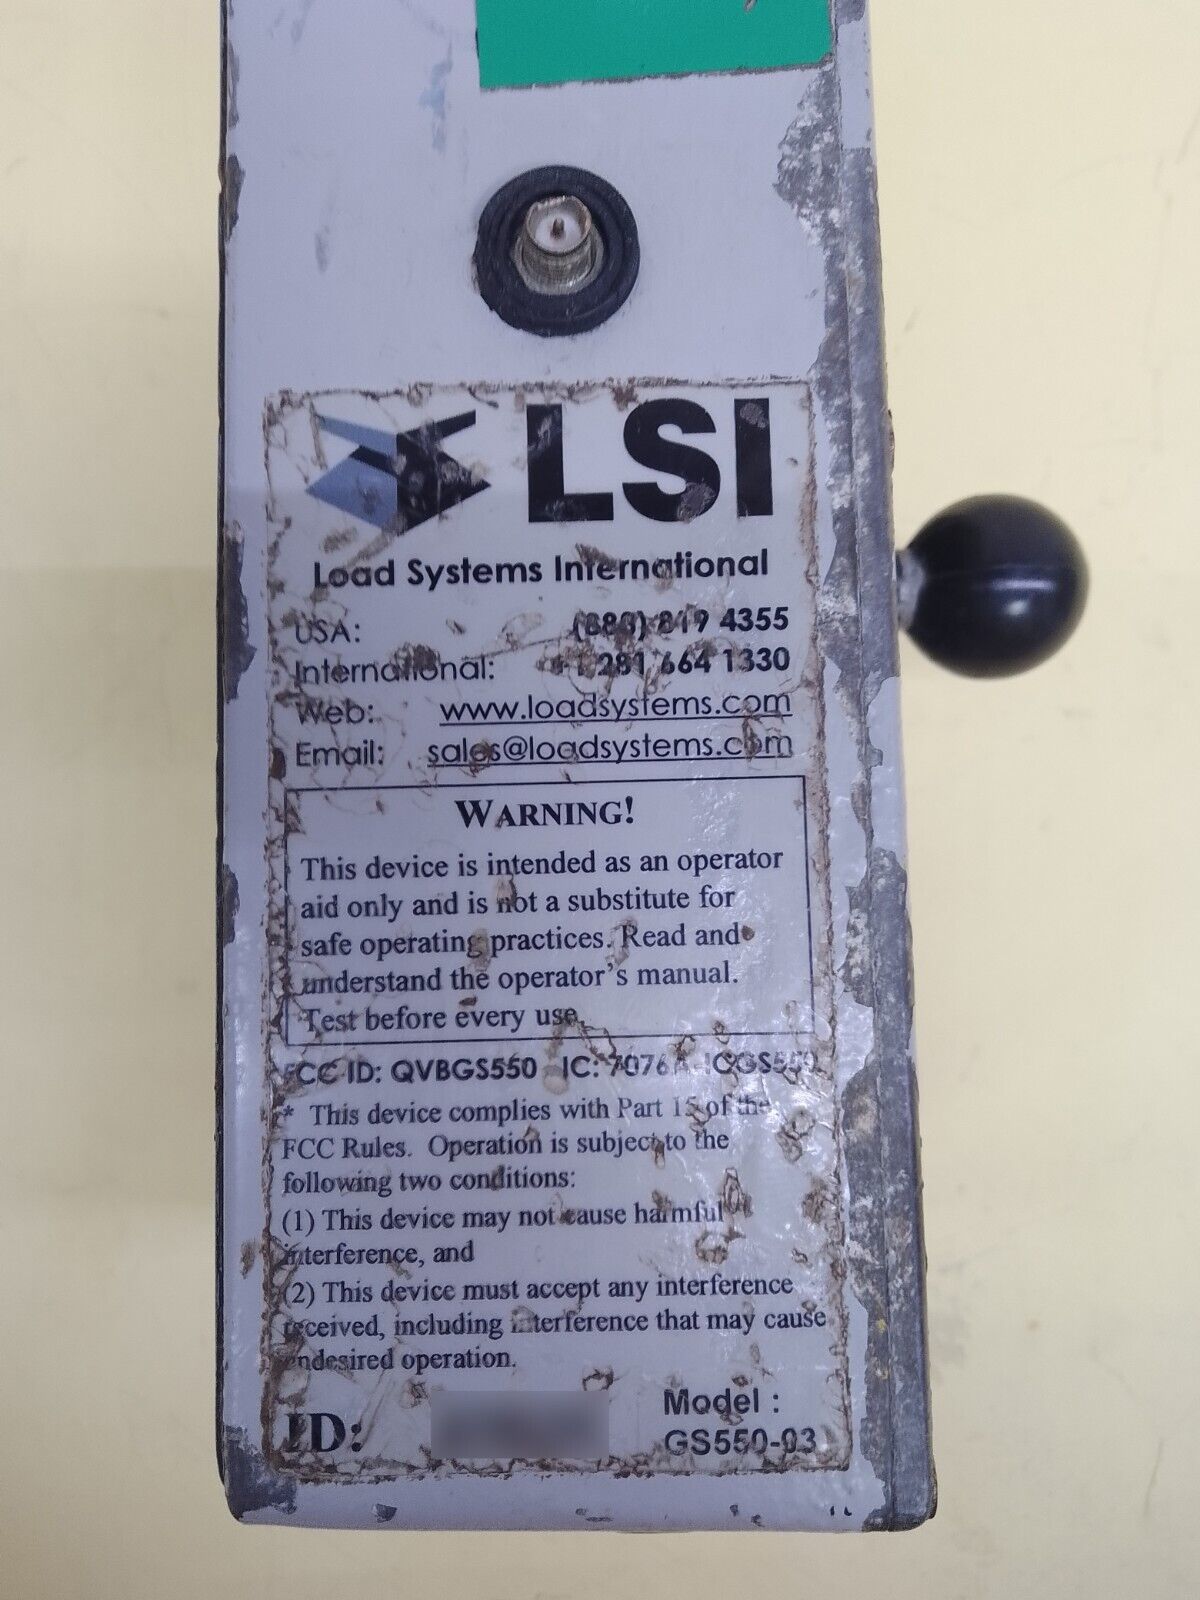 LSI
Load Systems International
USA: (888) 819 4355
International: +1 281 664 1330
Web: www.loadsystems.com
Email: sales@loadsystems.com
WARNING!
This device is intended as an operator
aid only and is not a substitute for
safe operating practices. Read and
understand the operator's manual.
Test before every use.
FCC ID: QVBGS550 IC: 7076A-ICGS550
* This device complies with Part 15 of the
FCC Rules. Operation is subject to the
following two conditions:
(1) This device may not cause harmful
interference, and
(2) This device must accept any interference
received, including interference that may cause
undesired operation.
ID:
Model :
GS550-03